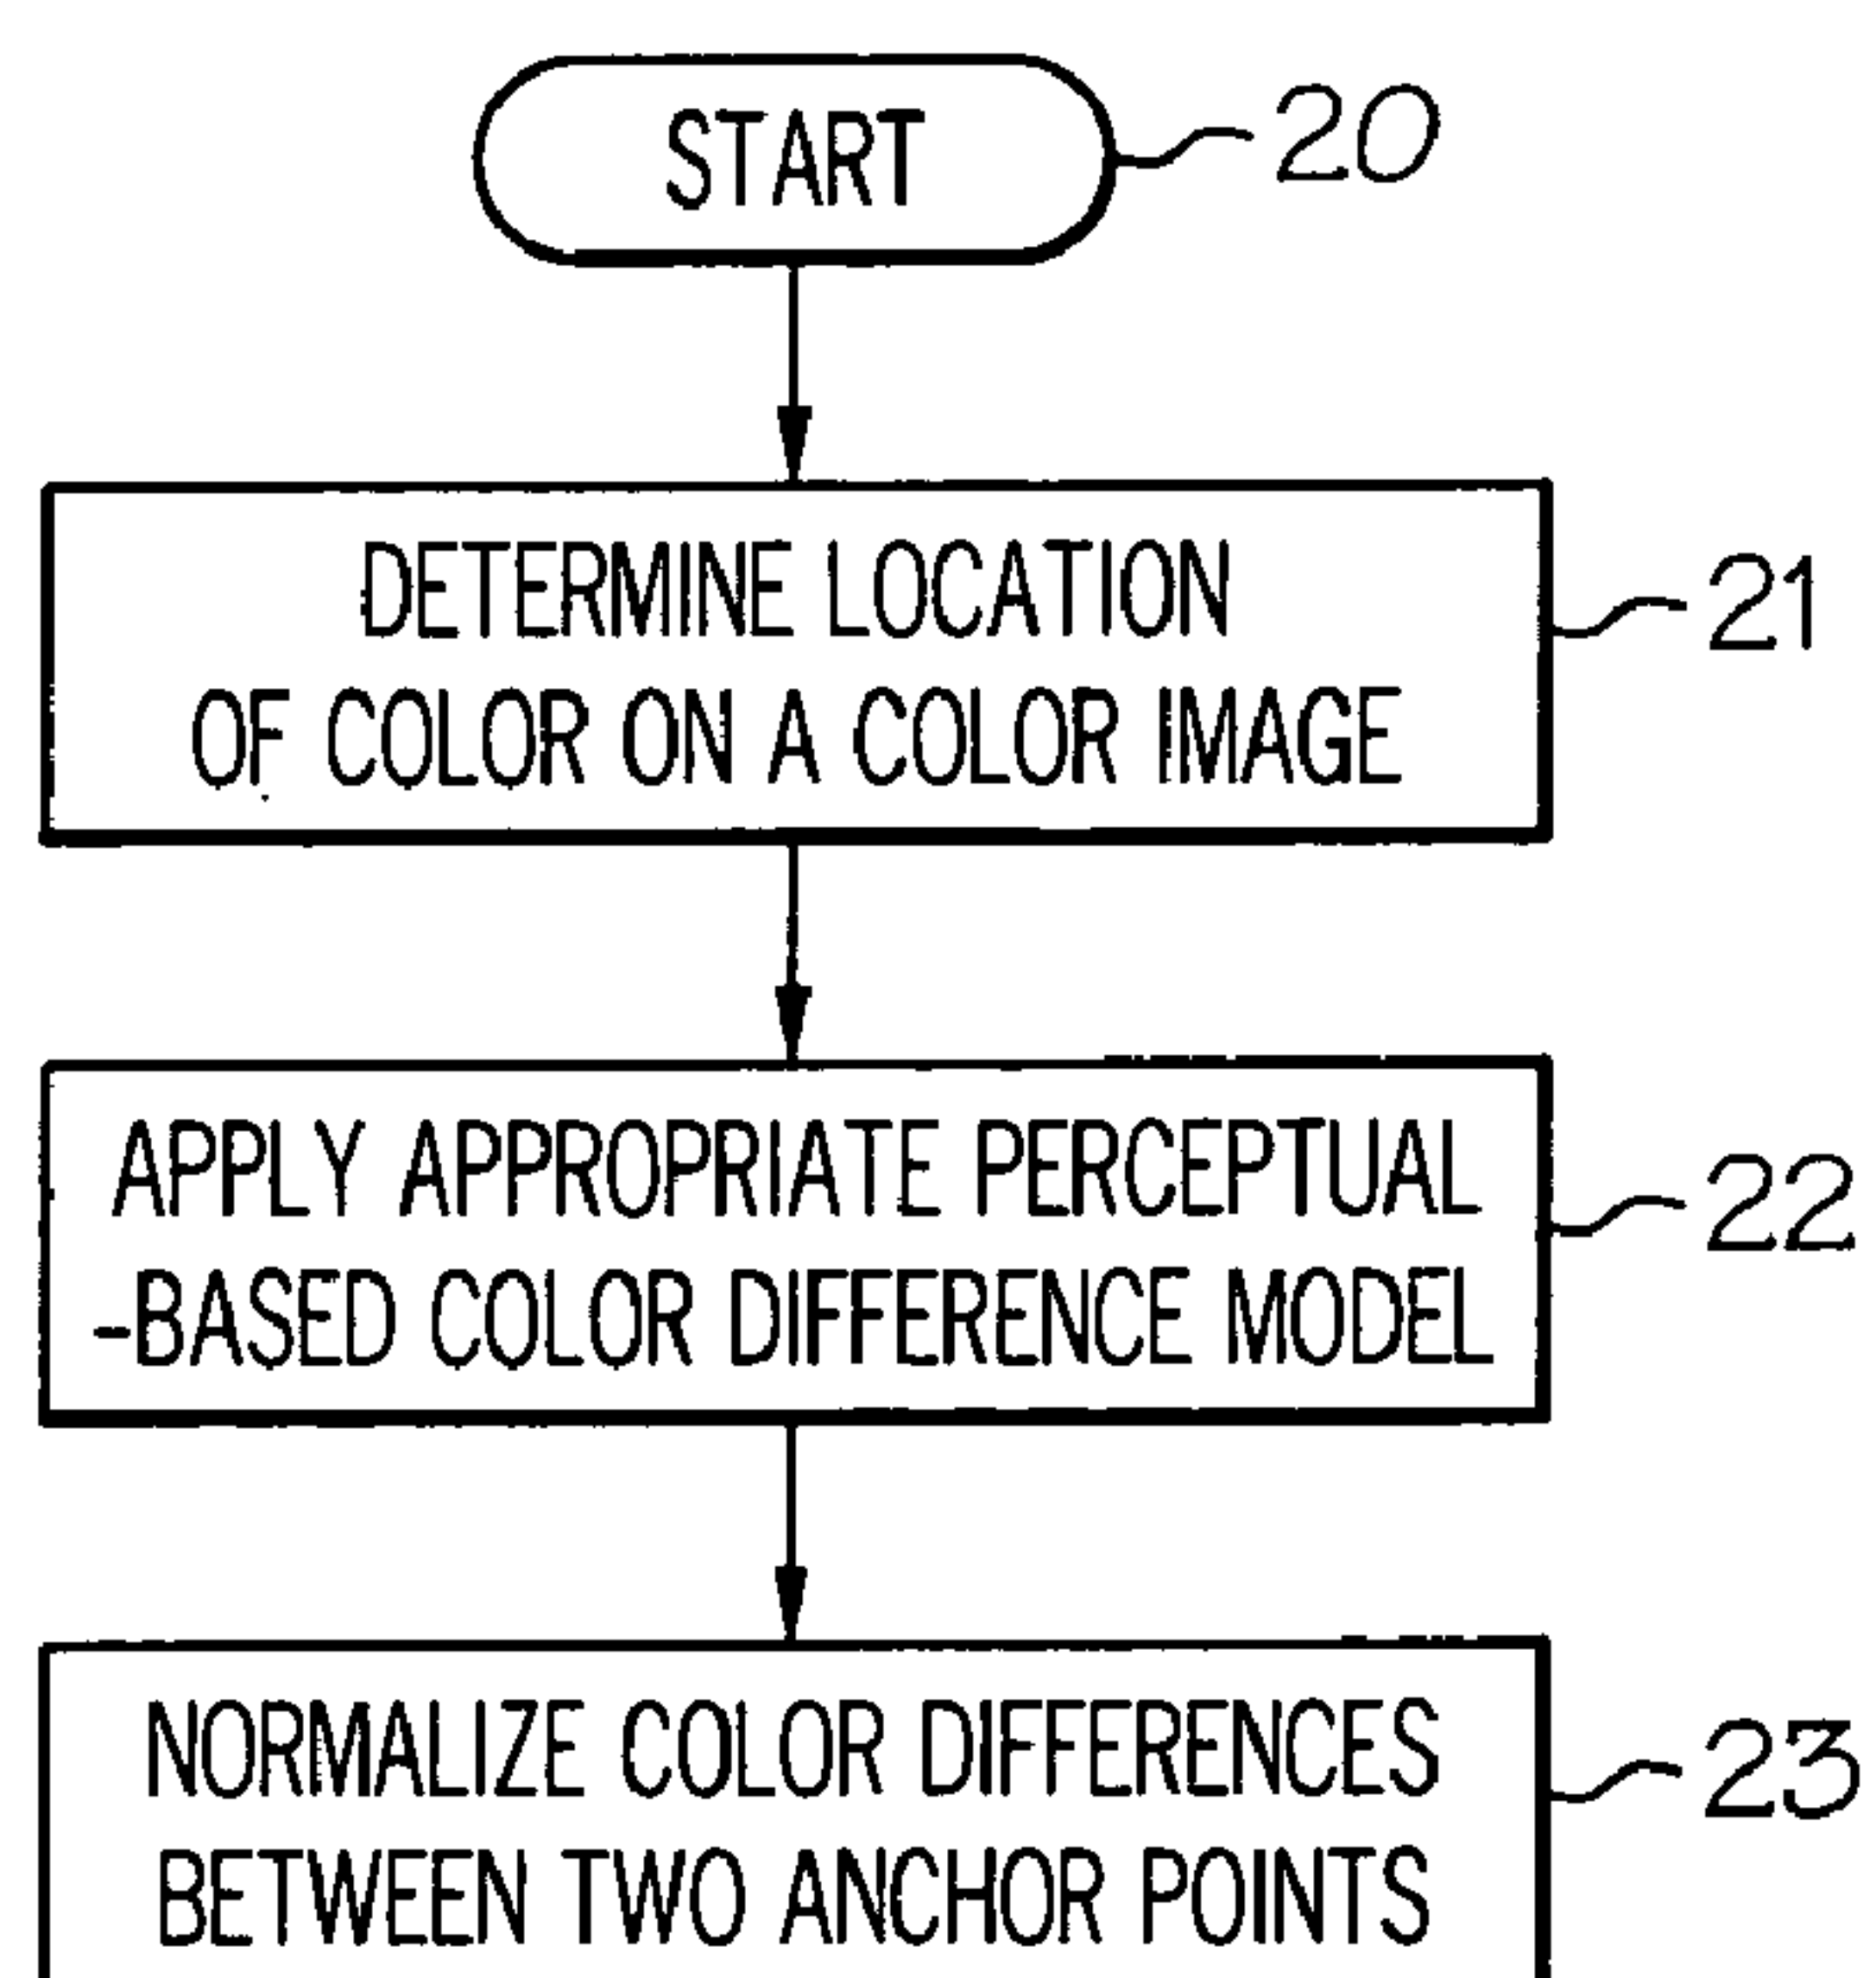 START
20
DETERMINE LOCATION
OF COLOR ON A COLOR IMAGE
21
APPLY APPROPRIATE PERCEPTUAL
-BASED COLOR DIFFERENCE MODEL
22
NORMALIZE COLOR DIFFERENCES
BETWEEN TWO ANCHOR POINTS
23